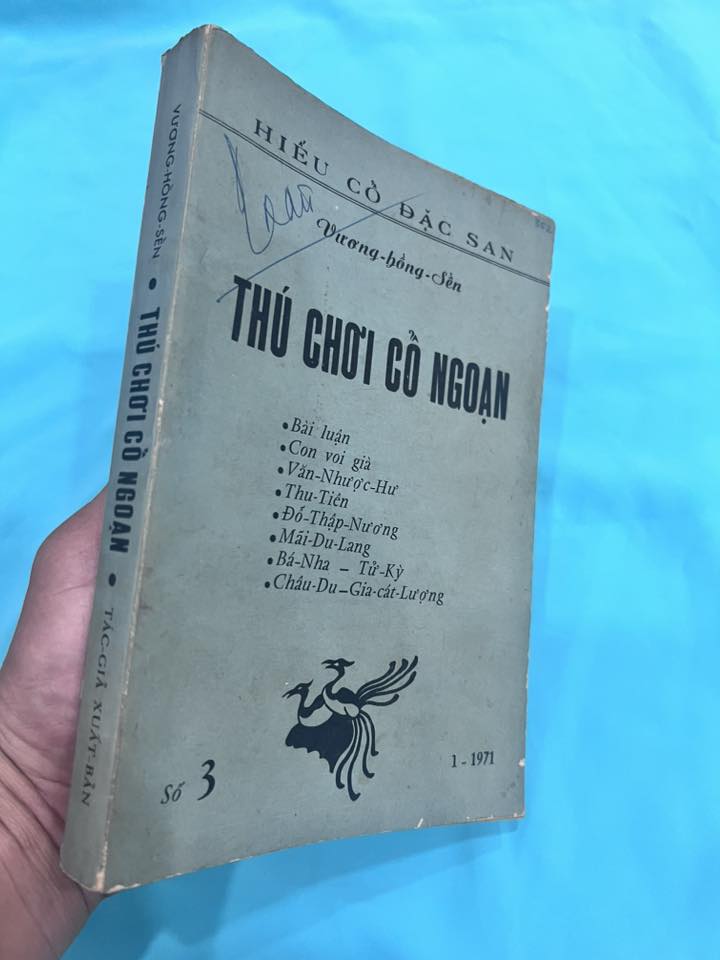 HIẾU CỔ ĐẶC SAN
Vương-hồng-Sển
THÚ CHƠI CỔ NGOẠN
•Bài luận
•Con voi già
•Văn-Nhược-Hư
•Thu-Tiên
•Đỗ-Thập-Nương
•Mãi-Du-Lang
•Bá-Nha – Tử-Kỳ
•Châu-Du–Gia-cát-Lượng
Số 3
1-1971
VƯƠNG-HỒNG-SỂN • THÚ CHƠI CỔ NGOẠN • TÁC-GIẢ XUẤT-BẢN